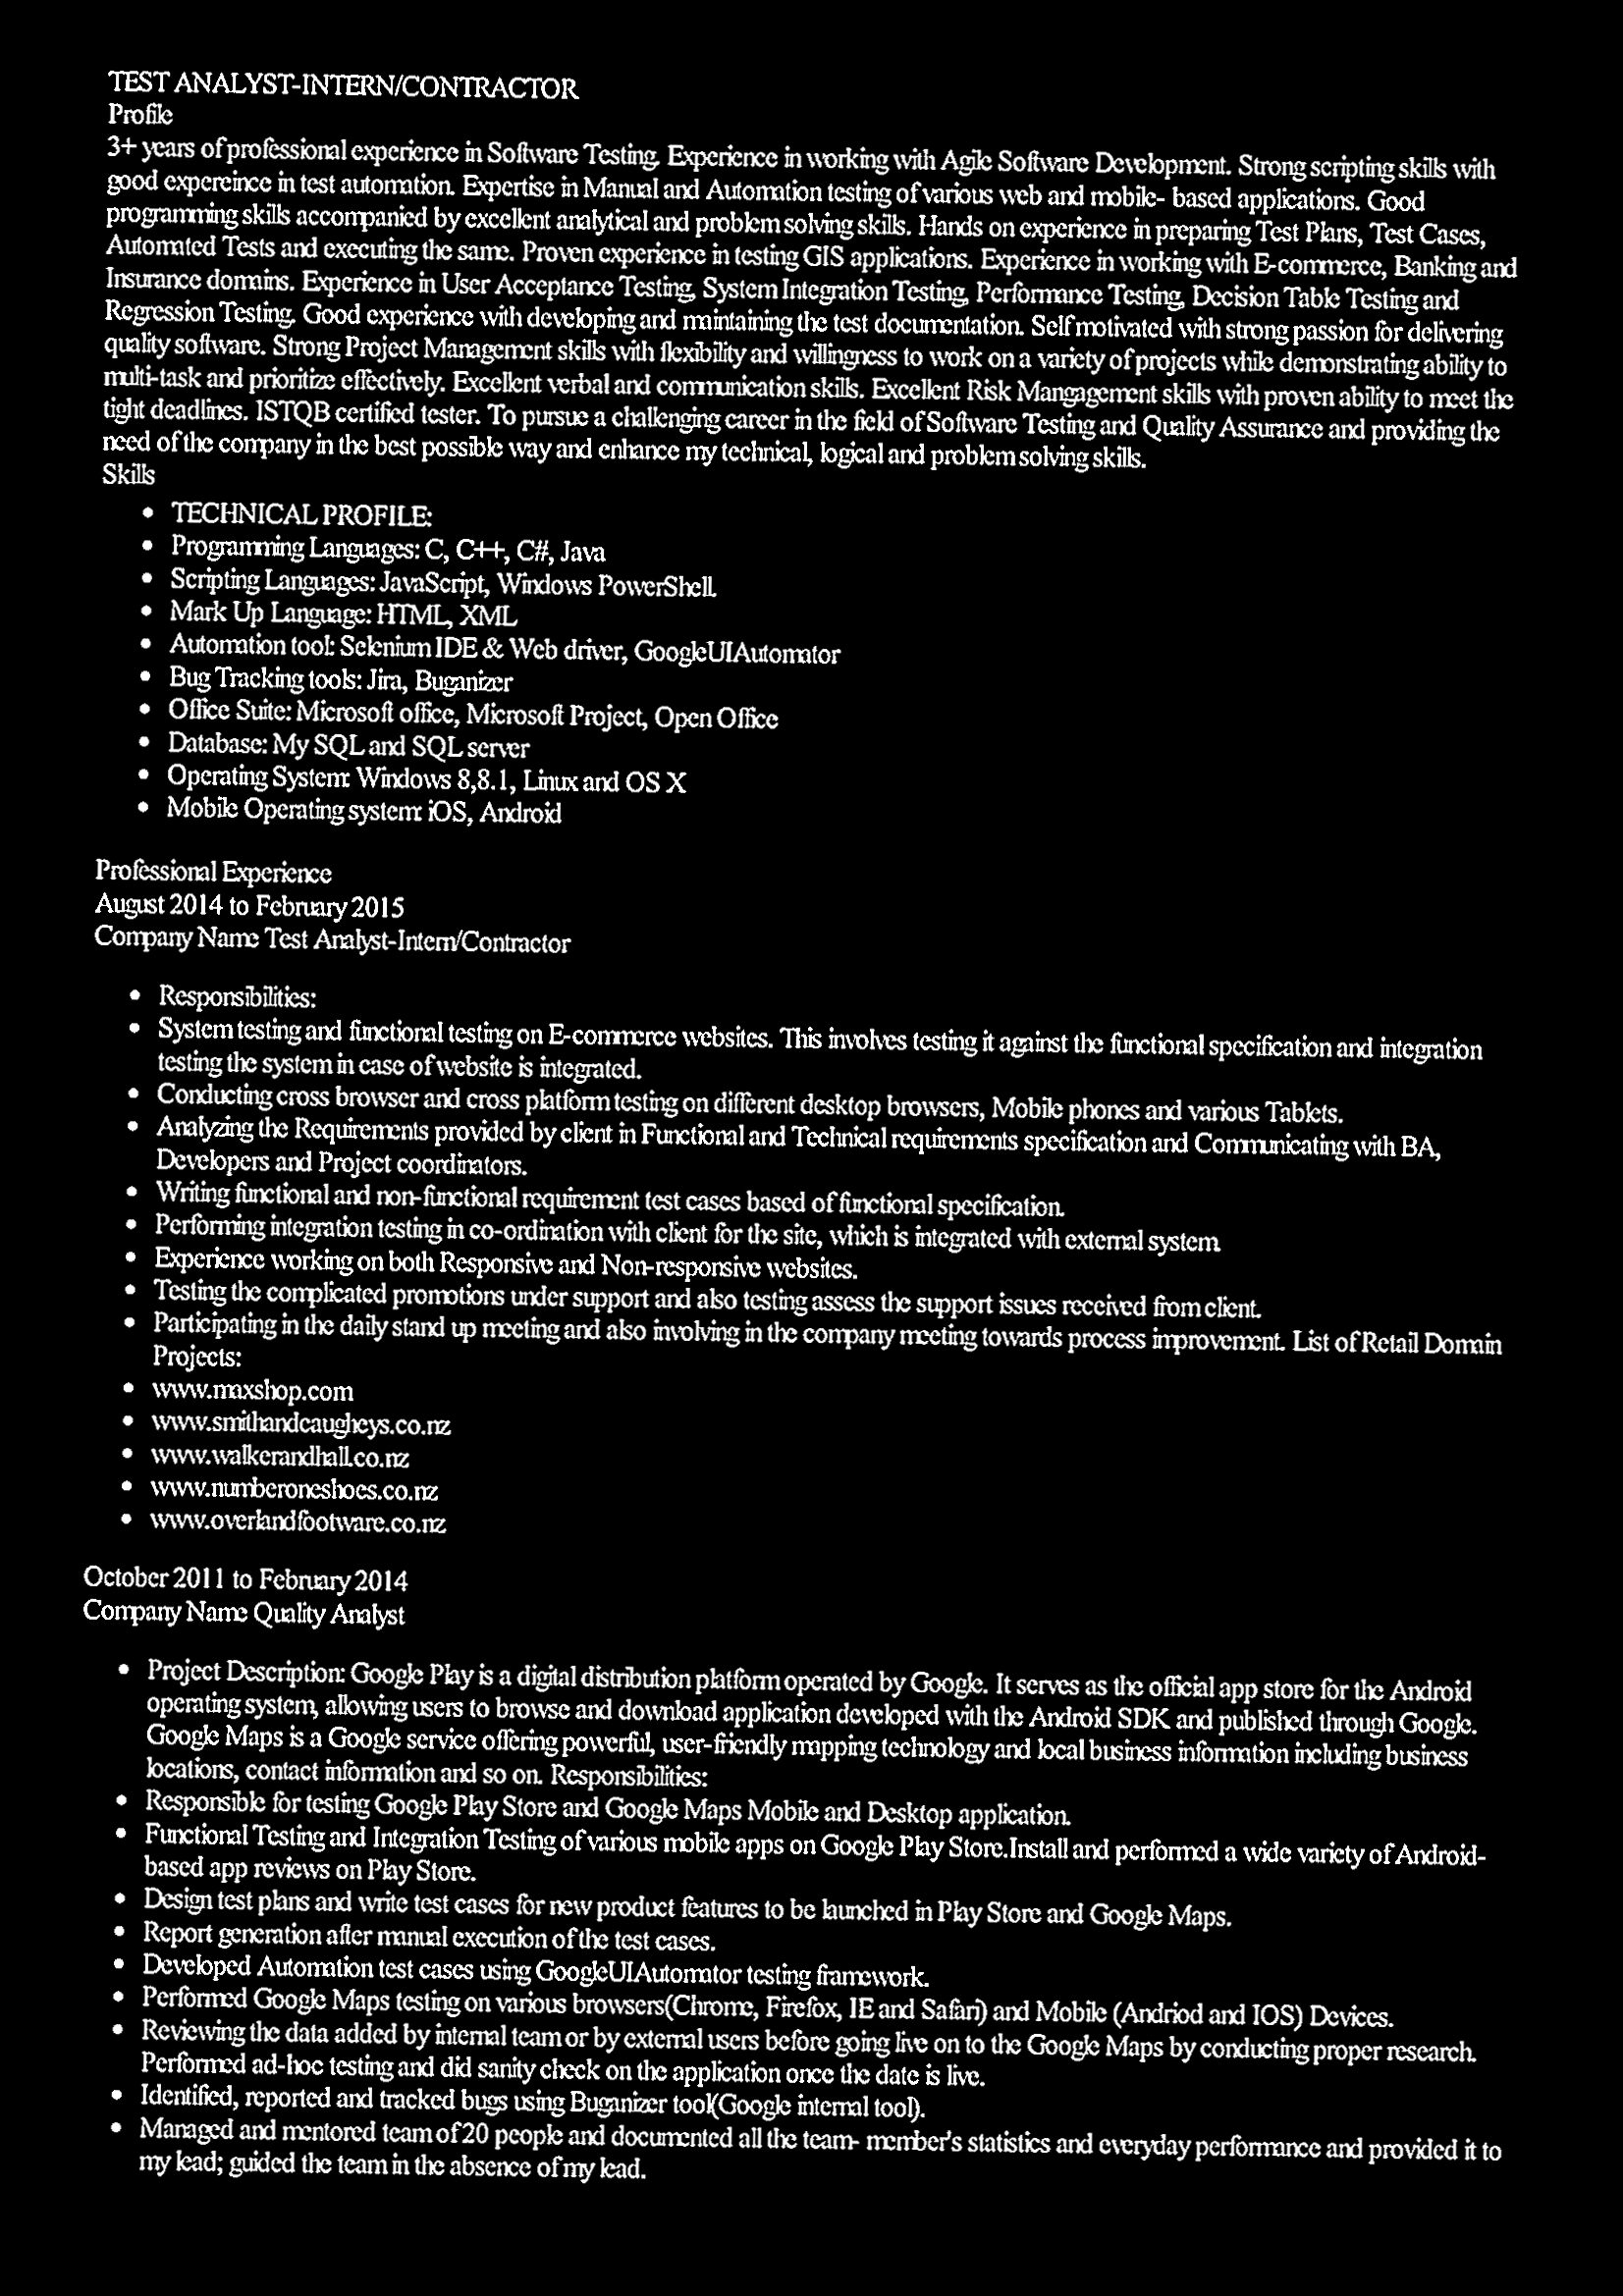 TEST ANALYST-INTERN/CONTRACTOR
Profile
3+ years of professional experience in Software Testing. Experience in working with Agile Software Development. Strong scripting skills with
good expereince in test automation. Expertise in Manual and Automation testing of various web and mobile- based applications. Good
programming skills accompanied by excellent analytical and problem solving skills. Hands on experience in preparing Test Plans, Test Cases,
Automated Tests and executing the same. Proven experience in testing GIS applications. Experience in working with E-commerce, Banking and
Insurance domains. Experience in User Acceptance Testing, System Integration Testing, Performance Testing, Decision Table Testing and
Regression Testing. Good experience with developing and maintaining the test documentation. Self motivated with strong passion for delivering
quality software. Strong Project Management skills with flexibility and willingness to work on a variety of projects while demonstrating ability to
multi-task and prioritize effectively. Excellent verbal and communication skills. Excellent Risk Mangagement skills with proven ability to meet the
tight deadlines. ISTQB certified tester. To pursue a challenging career in the field of Software Testing and Quality Assurance and providing the
need of the company in the best possible way and enhance my technical, logical and problem solving skills.
Skills
• TECHNICAL PROFILE:
• Programming Languages: C, C++, C#, Java
• Scripting Languages: JavaScript, Windows PowerShell.
• Mark Up Language: HTML, XML
• Automation tool: Selenium IDE & Web driver, GoogleUIAutomator
• Bug Tracking tools: Jira, Buganizer
• Office Suite: Microsoft office, Microsoft Project, Open Office
• Database: My SQL and SQL server
• Operating System: Windows 8,8.1, Linux and OS X
• Mobile Operating system: iOS, Android
Professional Experience
August 2014 to February 2015
Company Name Test Analyst-Intern/Contractor
• Responsibilities:
• System testing and functional testing on E-commerce websites. This involves testing it against the functional specification and integration
testing the system in case of website is integrated.
• Conducting cross browser and cross platform testing on different desktop browsers, Mobile phones and various Tablets.
• Analyzing the Requirements provided by client in Functional and Technical requirements specification and Communicating with BA,
Developers and Project coordinators.
• Writing functional and non-functional requirement test cases based of functional specification.
• Performing integration testing in co-ordination with client for the site, which is integrated with external system.
• Experience working on both Responsive and Non-responsive websites.
• Testing the complicated promotions under support and also testing assess the support issues received from client.
• Participating in the daily stand up meeting and also involving in the company meeting towards process improvement. List of Retail Domain
Projects:
• www.maxshop.com
• www.smithandcaugheys.co.nz
• www.walkerandhall.co.nz
• www.numberoneshoes.co.nz
• www.overlandfootware.co.nz
October 2011 to February 2014
Company Name Quality Analyst
• Project Description: Google Play is a digital distribution platform operated by Google. It serves as the official app store for the Android
operating system, allowing users to browse and download application developed with the Android SDK and published through Google.
Google Maps is a Google service offering powerful, user-friendly mapping technology and local business information including business
locations, contact information and so on. Responsibilities:
• Responsible for testing Google Play Store and Google Maps Mobile and Desktop application.
• Functional Testing and Integration Testing of various mobile apps on Google Play Store.Install and performed a wide variety of Android-
based app reviews on Play Store.
• Design test plans and write test cases for new product features to be launched in Play Store and Google Maps.
• Report generation after manual execution of the test cases.
• Developed Automation test cases using GoogleUIAutomator testing framework.
• Performed Google Maps testing on various browsers(Chrome, Firefox, IE and Safari) and Mobile (Andriod and IOS) Devices.
• Reviewing the data added by internal team or by external users before going live on to the Google Maps by conducting proper research.
Performed ad-hoc testing and did sanity check on the application once the date is live.
• Identified, reported and tracked bugs using Buganizer tool(Google internal tool).
• Managed and mentored team of 20 people and documented all the team- member's statistics and everyday performance and provided it to
my lead; guided the team in the absence of my lead.